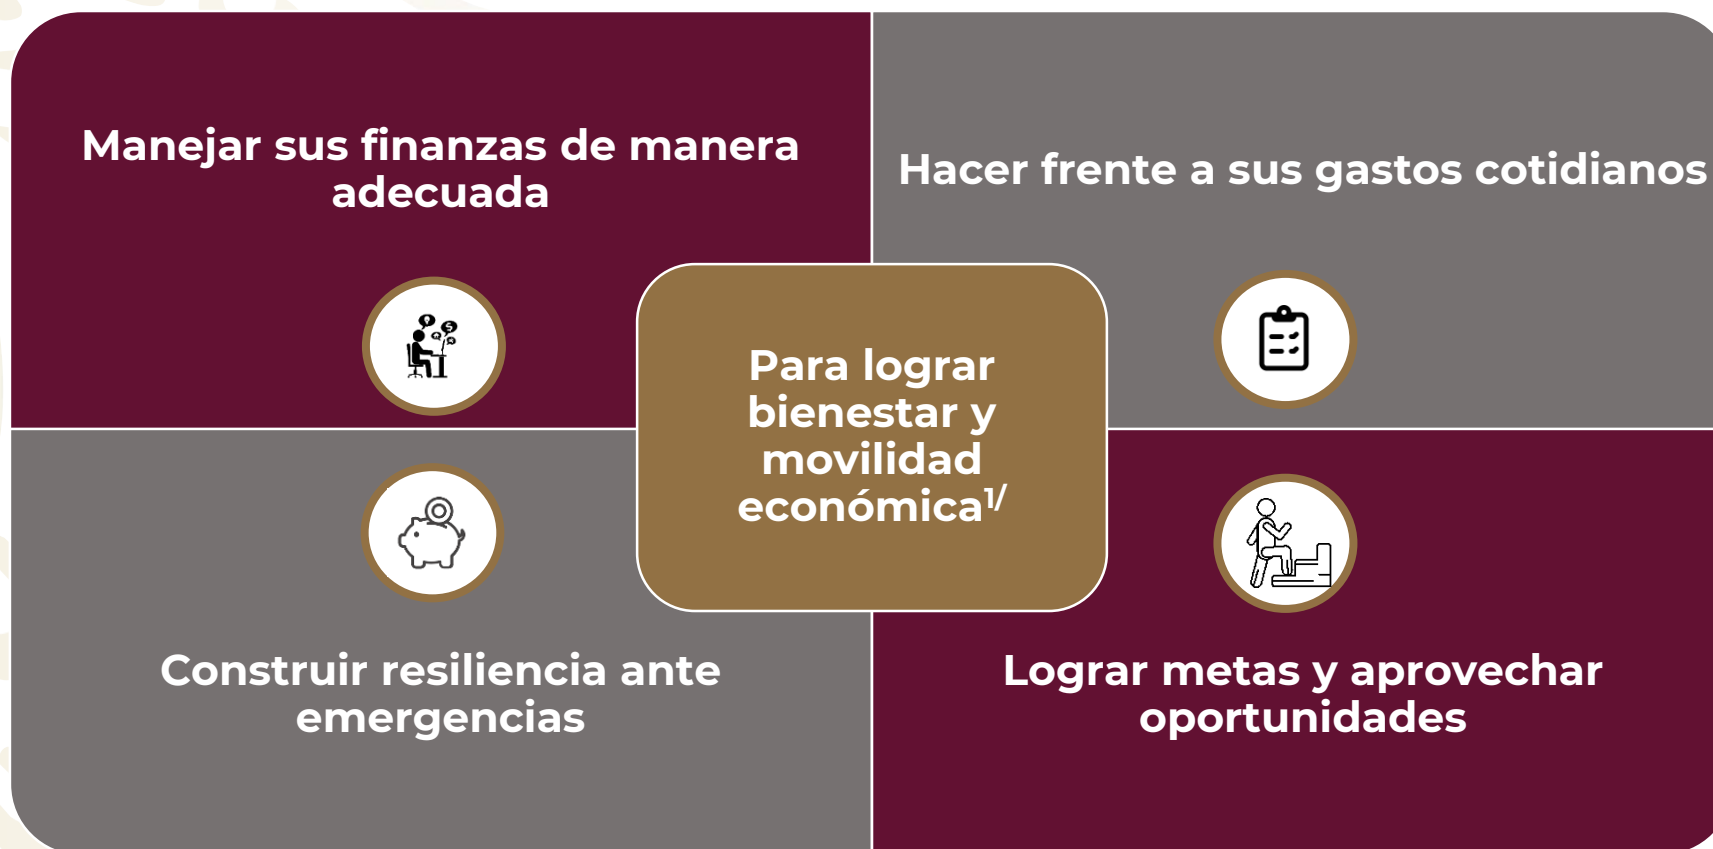 Manejar sus finanzas de manera
adecuada
Hacer frente a sus gastos cotidianos
Para lograr
bienestar y
movilidad
económica¹/
Construir resiliencia ante
emergencias
Lograr metas y aprovechar
oportunidades